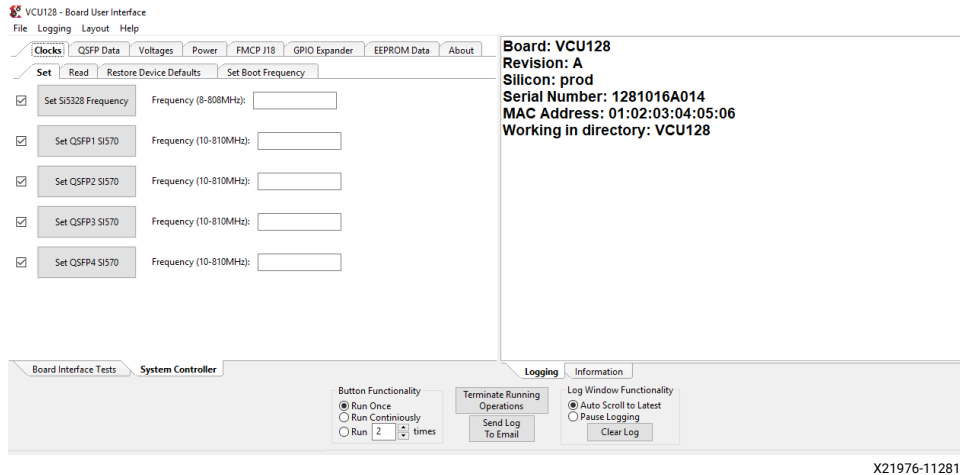 VCU128 - Board User Interface
File Logging Layout Help
Clocks QSFP Data Voltages Power FMCP J18 GPIO Expander EEPROM Data About
Set Read Restore Device Defaults Set Boot Frequency
Set Si5328 Frequency Frequency (8-808MHz):
Set QSFP1 SI570 Frequency (10-810MHz):
Set QSFP2 SI570 Frequency (10-810MHz):
Set QSFP3 SI570 Frequency (10-810MHz):
Set QSFP4 SI570 Frequency (10-810MHz):
Board: VCU128
Revision: A
Silicon: prod
Serial Number: 1281016A014
MAC Address: 01:02:03:04:05:06
Working in directory: VCU128
Board Interface Tests System Controller
Logging Information
Button Functionality
Run Once
Run Continiously
Run 2 times
Terminate Running
Operations
Send Log
To Email
Log Window Functionality
Auto Scroll to Latest
Pause Logging
Clear Log
X21976-11281